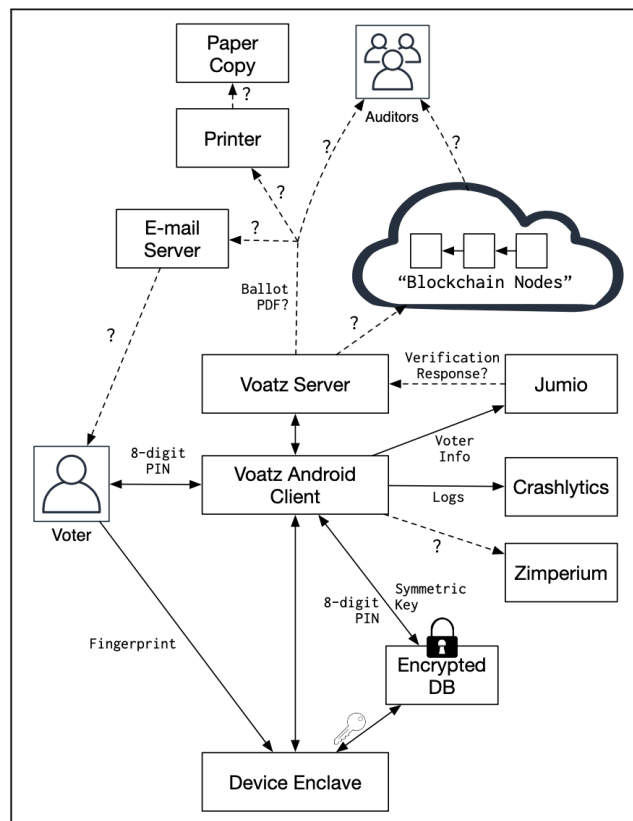 Paper
Copy
?
Printer
Auditors
?
?
?
E-mail
Server
?
"Blockchain Nodes"
Ballot
PDF?
?
?
Voatz Server
Verification
Response?
Jumio
8-digit
PIN
Voatz Android
Client
Voter
Info
Logs
Crashlytics
Voter
?
Zimperium
Symmetric
Key
8-digit
PIN
Fingerprint
Encrypted
DB
Device Enclave